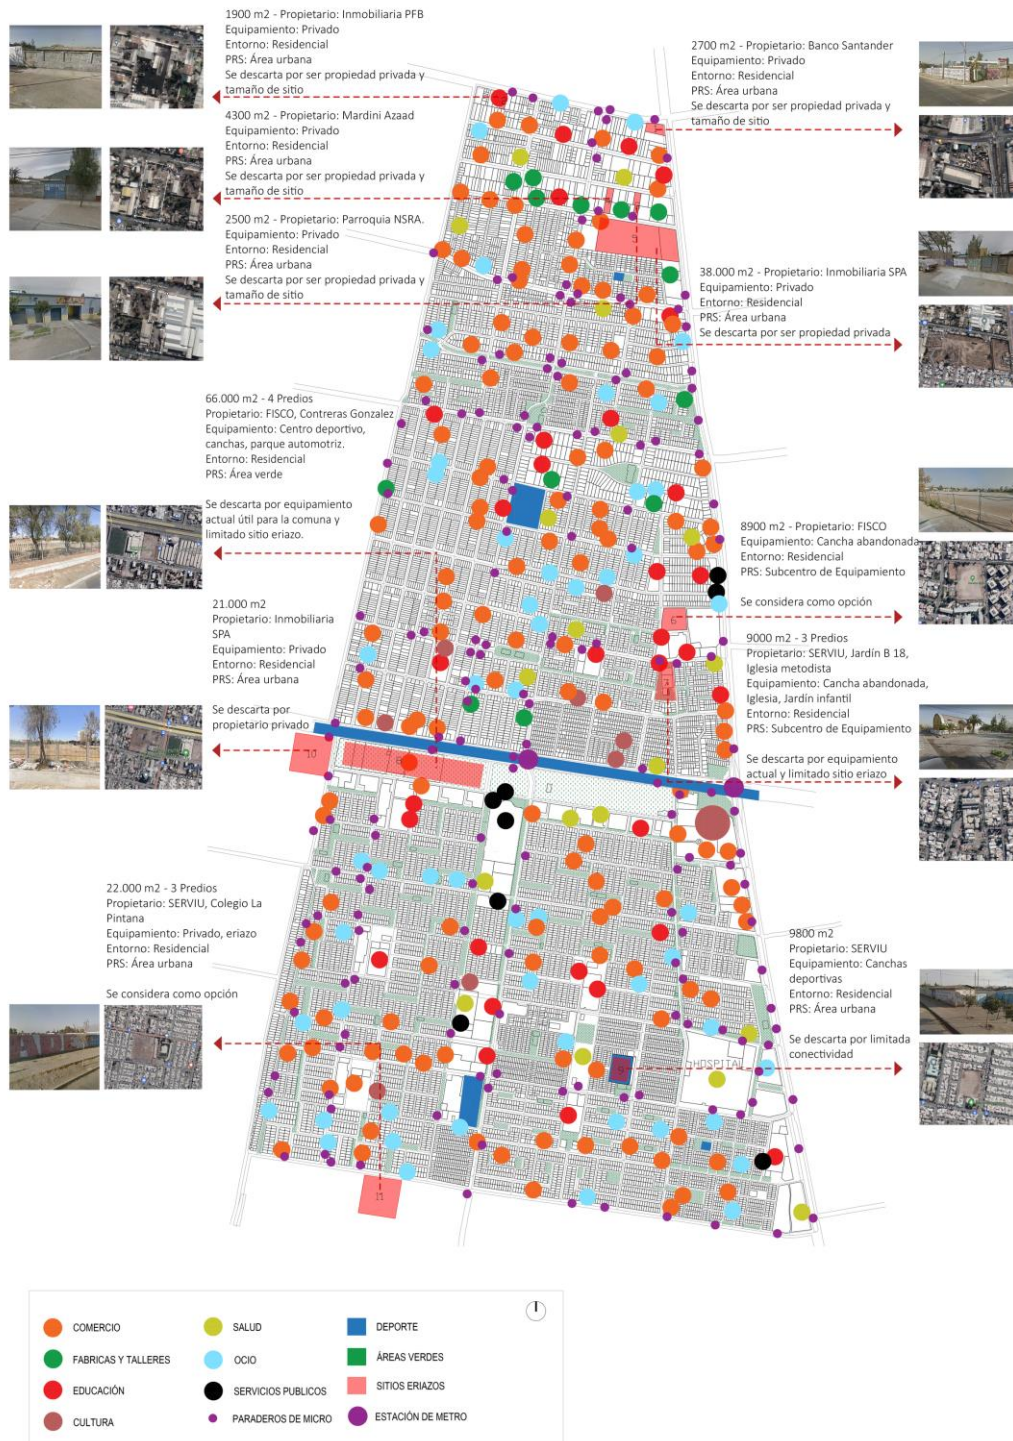 1900 m2 - Propietario: Inmobiliaria PFB
Equipamiento: Privado
Entorno: Residencial
PRS: Área urbana
Se descarta por ser propiedad privada y
tamaño de sitio
4300 m2 - Propietario: Mardini Azaad
Equipamiento: Privado
Entorno: Residencial
PRS: Área urbana
Se descarta por ser propiedad privada y
tamaño de sitio
2500 m2 - Propietario: Parroquia NSRA.
Equipamiento: Privado
Entorno: Residencial
PRS: Área urbana
Se descarta por ser propiedad privada y
tamaño de sitio
2700 m2 - Propietario: Banco Santander
Equipamiento: Privado
Entorno: Residencial
PRS: Área urbana
Se descarta por ser propiedad privada y
tamaño de sitio
38.000 m2 - Propietario: Inmobiliaria SPA
Equipamiento: Privado
Entorno: Residencial
PRS: Área urbana
Se descarta por ser propiedad privada
66.000 m2 - 4 Predios
Propietario: FISCO, Contreras Gonzalez
Equipamiento: Centro deportivo,
canchas, parque automotriz.
Entorno: Residencial
PRS: Área verde
Se descarta por equipamiento
actual útil para la comuna y
limitado sitio eriazo.
8900 m2 - Propietario: FISCO
Equipamiento: Cancha abandonada
Entorno: Residencial
PRS: Subcentro de Equipamiento
Se considera como opción
21.000 m2
Propietario: Inmobiliaria
SPA
Equipamiento: Privado
Entorno: Residencial
PRS: Área urbana
Se descarta por
propietario privado
9000 m2 - 3 Predios
Propietario: SERVIU, Jardín B 18,
Iglesia metodista
Equipamiento: Cancha abandonada,
Iglesia, Jardín infantil
Entorno: Residencial
PRS: Subcentro de Equipamiento
Se descarta por equipamiento
actual y limitado sitio eriazo
22.000 m2 - 3 Predios
Propietario: SERVIU, Colegio La
Pintana
Equipamiento: Privado, eriazo
Entorno: Residencial
PRS: Área urbana
Se considera como opción
9800 m2
Propietario: SERVIU
Equipamiento: Canchas
deportivas
Entorno: Residencial
PRS: Área urbana
Se descarta por limitada
conectividad
5
6
10
8
9
HOSPITAL
11
COMERCIO
FABRICAS Y TALLERES
EDUCACIÓN
CULTURA
SALUD
OCIO
SERVICIOS PUBLICOS
PARADEROS DE MICRO
DEPORTE
ÁREAS VERDES
SITIOS ERIAZOS
ESTACIÓN DE METRO